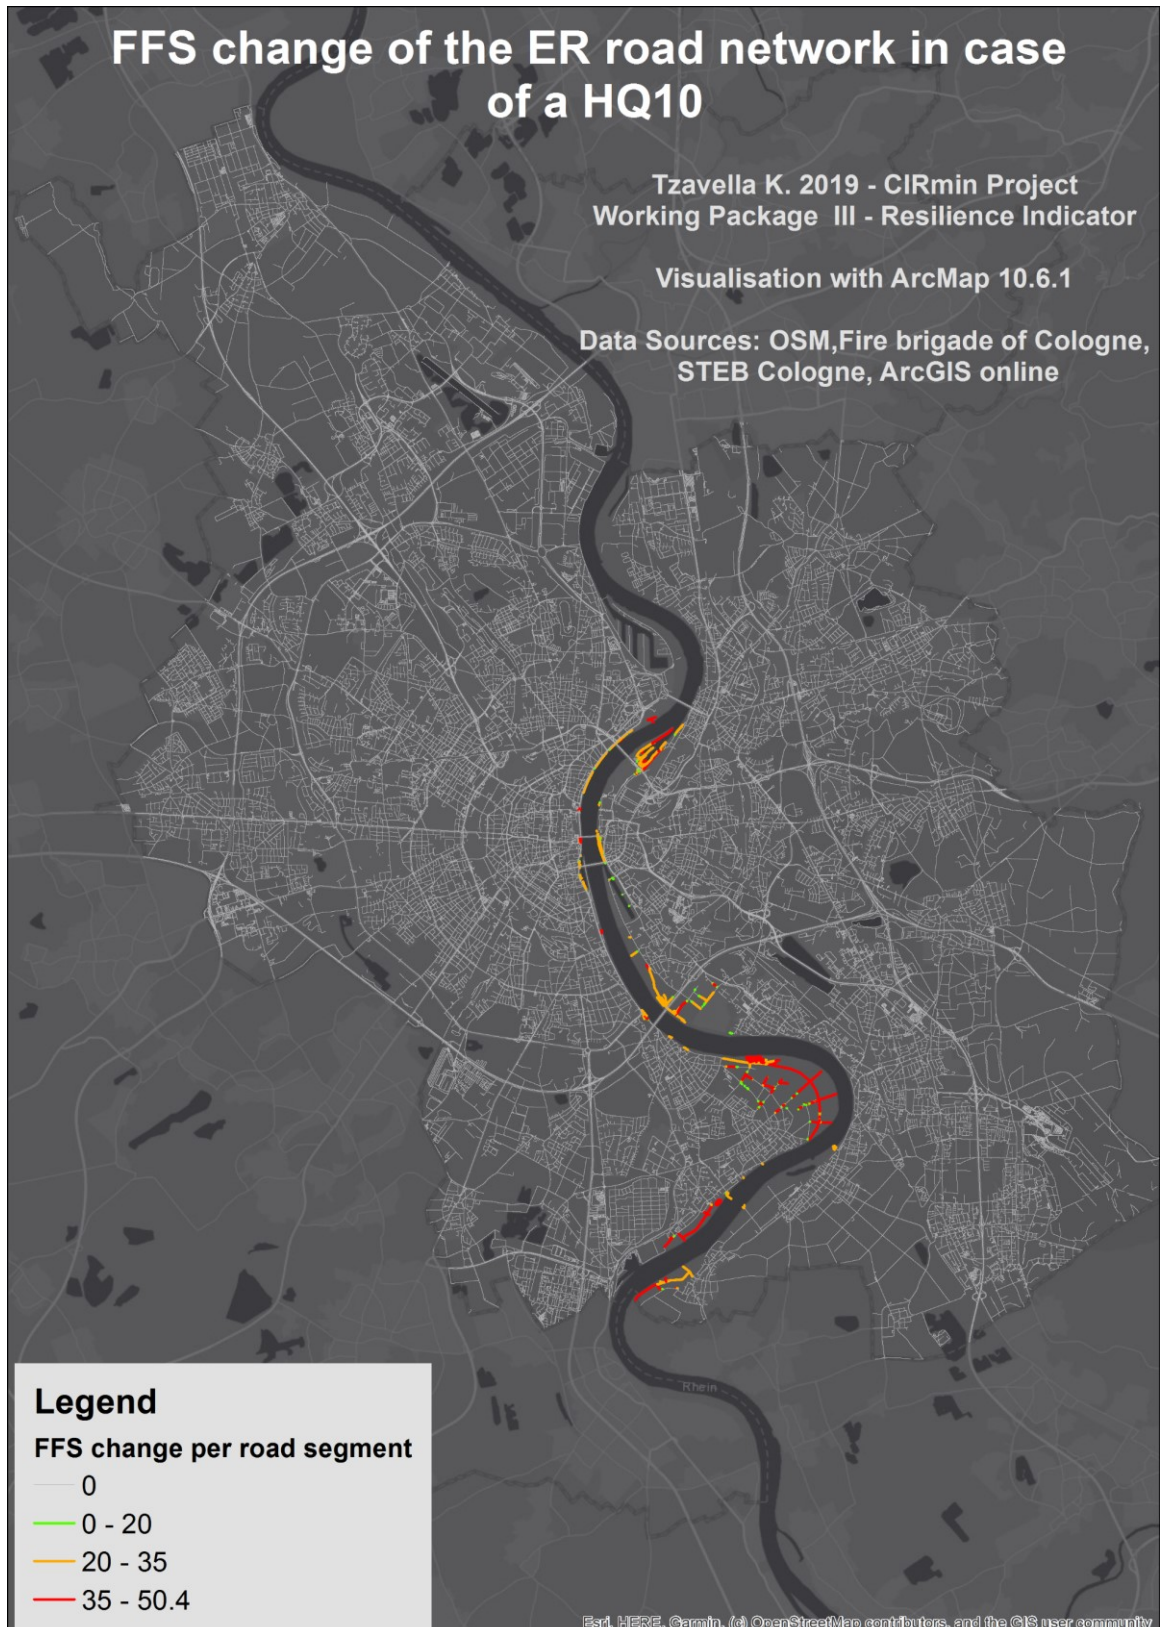 FFS change of the ER road network in case
of a HQ10
Tzavella K. 2019 - CIRmin Project
Working Package III - Resilience Indicator
Visualisation with ArcMap 10.6.1
Data Sources: OSM,Fire brigade of Cologne,
STEB Cologne, ArcGIS online
Rhein
Legend
FFS change per road segment
0
0 - 20
20 - 35
35 - 50.4
Esri, HERE, Garmin, (c) OpenStreetMap contributors, and the GIS user community